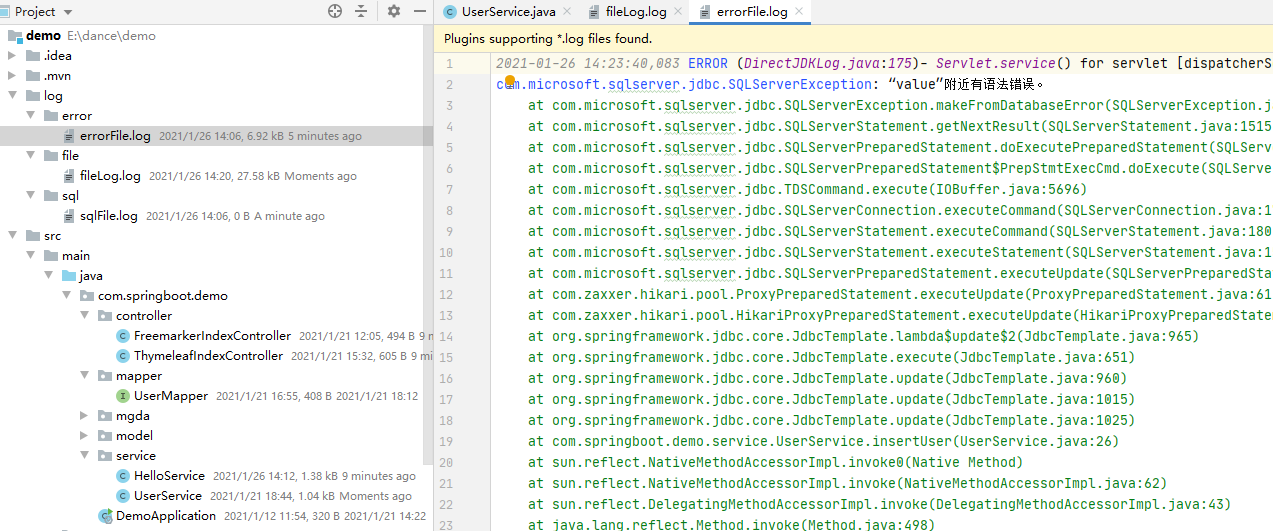 Project
demo E:\dance\demo
.idea
.mvn
log
error
errorFile.log 2021/1/26 14:06, 6.92 kB 5 minutes ago
file
fileLog.log 2021/1/26 14:20, 27.58 kB Moments ago
sql
sqlFile.log 2021/1/26 14:06, 0 B A minute ago
src
main
java
com.springboot.demo
controller
FreemarkerIndexController 2021/1/21 12:05, 494 B 9 m
ThymeleafIndexController 2021/1/21 15:32, 605 B 9 mi
mapper
UserMapper 2021/1/21 16:55, 408 B 2021/1/21 18:12
mgda
model
service
HelloService 2021/1/26 14:12, 1.38 kB 9 minutes ago
UserService 2021/1/21 18:44, 1.04 kB Moments ago
DemoApplication 2021/1/12 11:54, 320 B 2021/1/21 14:22
UserService.java fileLog.log errorFile.log
Plugins supporting *.log files found.
1 2021-01-26 14:23:40,083 ERROR (DirectJDKLog.java:175)- Servlet.service() for servlet [dispatcherS
2 com.microsoft.sqlserver.jdbc.SQLServerException: “value”附近有语法错误。
3 at com.microsoft.sqlserver.jdbc.SQLServerException.makeFromDatabaseError(SQLServerException.j
4 at com.microsoft.sqlserver.jdbc.SQLServerStatement.getNextResult(SQLServerStatement.java:1515
5 at com.microsoft.sqlserver.jdbc.SQLServerPreparedStatement.doExecutePreparedStatement(SQLServ
6 at com.microsoft.sqlserver.jdbc.SQLServerPreparedStatement$PrepStmtExecCmd.doExecute(SQLServe
7 at com.microsoft.sqlserver.jdbc.TDSCommand.execute(IOBuffer.java:5696)
8 at com.microsoft.sqlserver.jdbc.SQLServerConnection.executeCommand(SQLServerConnection.java:1
9 at com.microsoft.sqlserver.jdbc.SQLServerStatement.executeCommand(SQLServerStatement.java:180
10 at com.microsoft.sqlserver.jdbc.SQLServerStatement.executeStatement(SQLServerStatement.java:1
11 at com.microsoft.sqlserver.jdbc.SQLServerPreparedStatement.executeUpdate(SQLServerPreparedSta
12 at com.zaxxer.hikari.pool.ProxyPreparedStatement.executeUpdate(ProxyPreparedStatement.java:61
13 at com.zaxxer.hikari.pool.HikariProxyPreparedStatement.executeUpdate(HikariProxyPreparedStatem
14 at org.springframework.jdbc.core.JdbcTemplate.lambda$update$2(JdbcTemplate.java:965)
15 at org.springframework.jdbc.core.JdbcTemplate.execute(JdbcTemplate.java:651)
16 at org.springframework.jdbc.core.JdbcTemplate.update(JdbcTemplate.java:960)
17 at org.springframework.jdbc.core.JdbcTemplate.update(JdbcTemplate.java:1015)
18 at org.springframework.jdbc.core.JdbcTemplate.update(JdbcTemplate.java:1025)
19 at com.springboot.demo.service.UserService.insertUser(UserService.java:26)
20 at sun.reflect.NativeMethodAccessorImpl.invoke0(Native Method)
21 at sun.reflect.NativeMethodAccessorImpl.invoke(NativeMethodAccessorImpl.java:62)
22 at sun.reflect.DelegatingMethodAccessorImpl.invoke(DelegatingMethodAccessorImpl.java:43)
23 at java.lang.reflect.Method.invoke(Method.java:498)